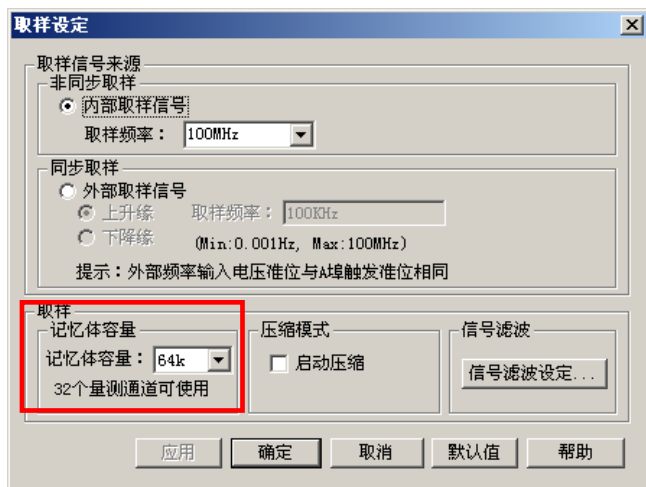 取样设定
取样信号来源
非同步取样
内部取样信号
取样频率： 100MHz
同步取样
外部取样信号
上升缘 取样频率： 100KHz
下降缘 (Min:0.001Hz, Max:100MHz)
提示：外部频率输入电压准位与A埠触发准位相同
取样
记忆体容量 压缩模式 信号滤波
记忆体容量： 64k 启动压缩 信号滤波设定...
32个量测通道可使用
应用 确定 取消 默认值 帮助